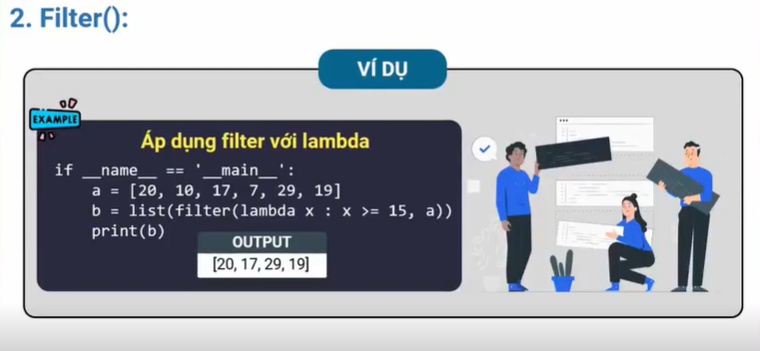 2. Filter():
VÍ DỤ
EXAMPLE
Áp dụng filter với lambda
if __name__ == '__main__':
    a = [20, 10, 17, 7, 29, 19]
    b = list(filter(lambda x : x >= 15, a))
    print(b)
OUTPUT
[20, 17, 29, 19]